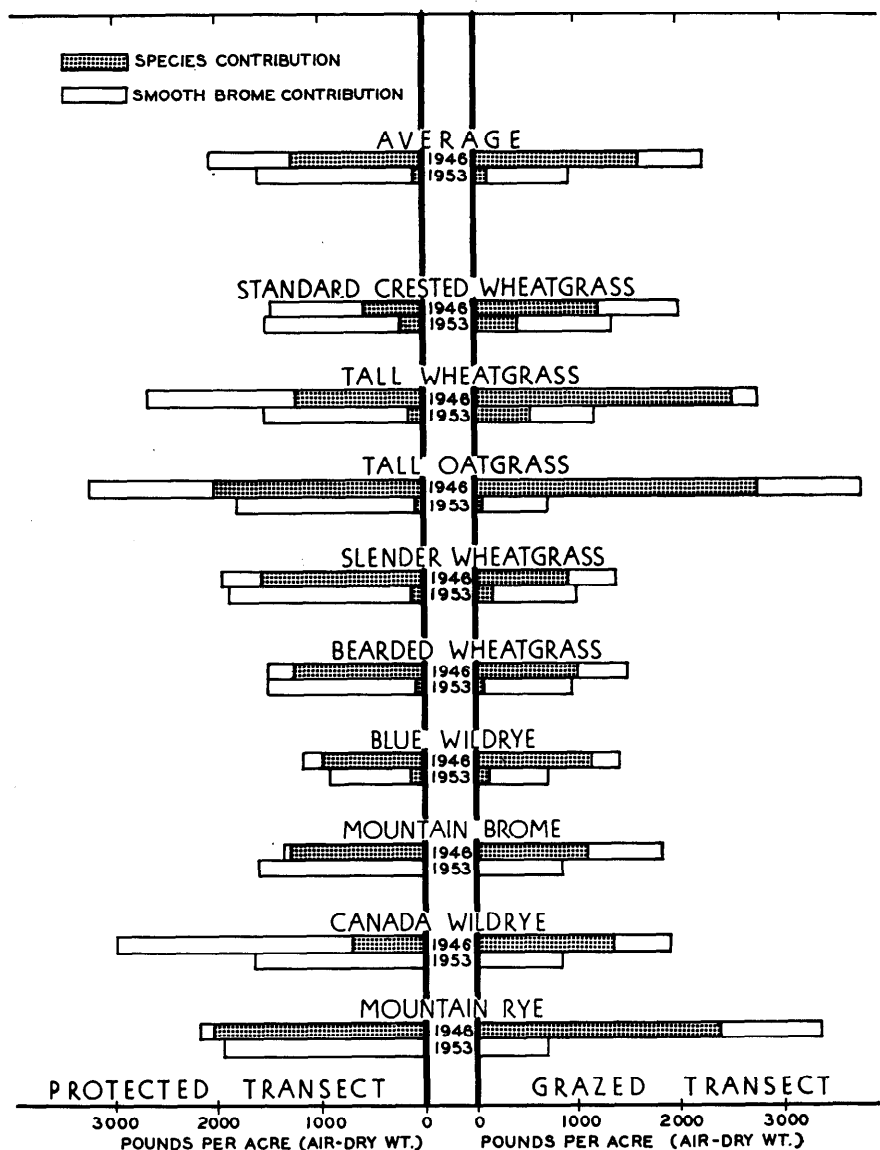 SPECIES CONTRIBUTION
SMOOTH BROME CONTRIBUTION
AVERAGE
1946
1953
STANDARD CRESTED WHEATGRASS
1946
1953
TALL WHEATGRASS
1946
1953
TALL OATGRASS
1946
1953
SLENDER WHEATGRASS
1946
1953
BEARDED WHEATGRASS
1946
1953
BLUE WILDRYE
1946
1953
MOUNTAIN BROME
1946
1953
CANADA WILDRYE
1946
1953
MOUNTAIN RYE
1946
1953
PROTECTED TRANSECT GRAZED TRANSECT
3000 2000 1000 0 0 1000 2000 3000
POUNDS PER ACRE (AIR-DRY WT.) POUNDS PER ACRE (AIR-DRY WT.)